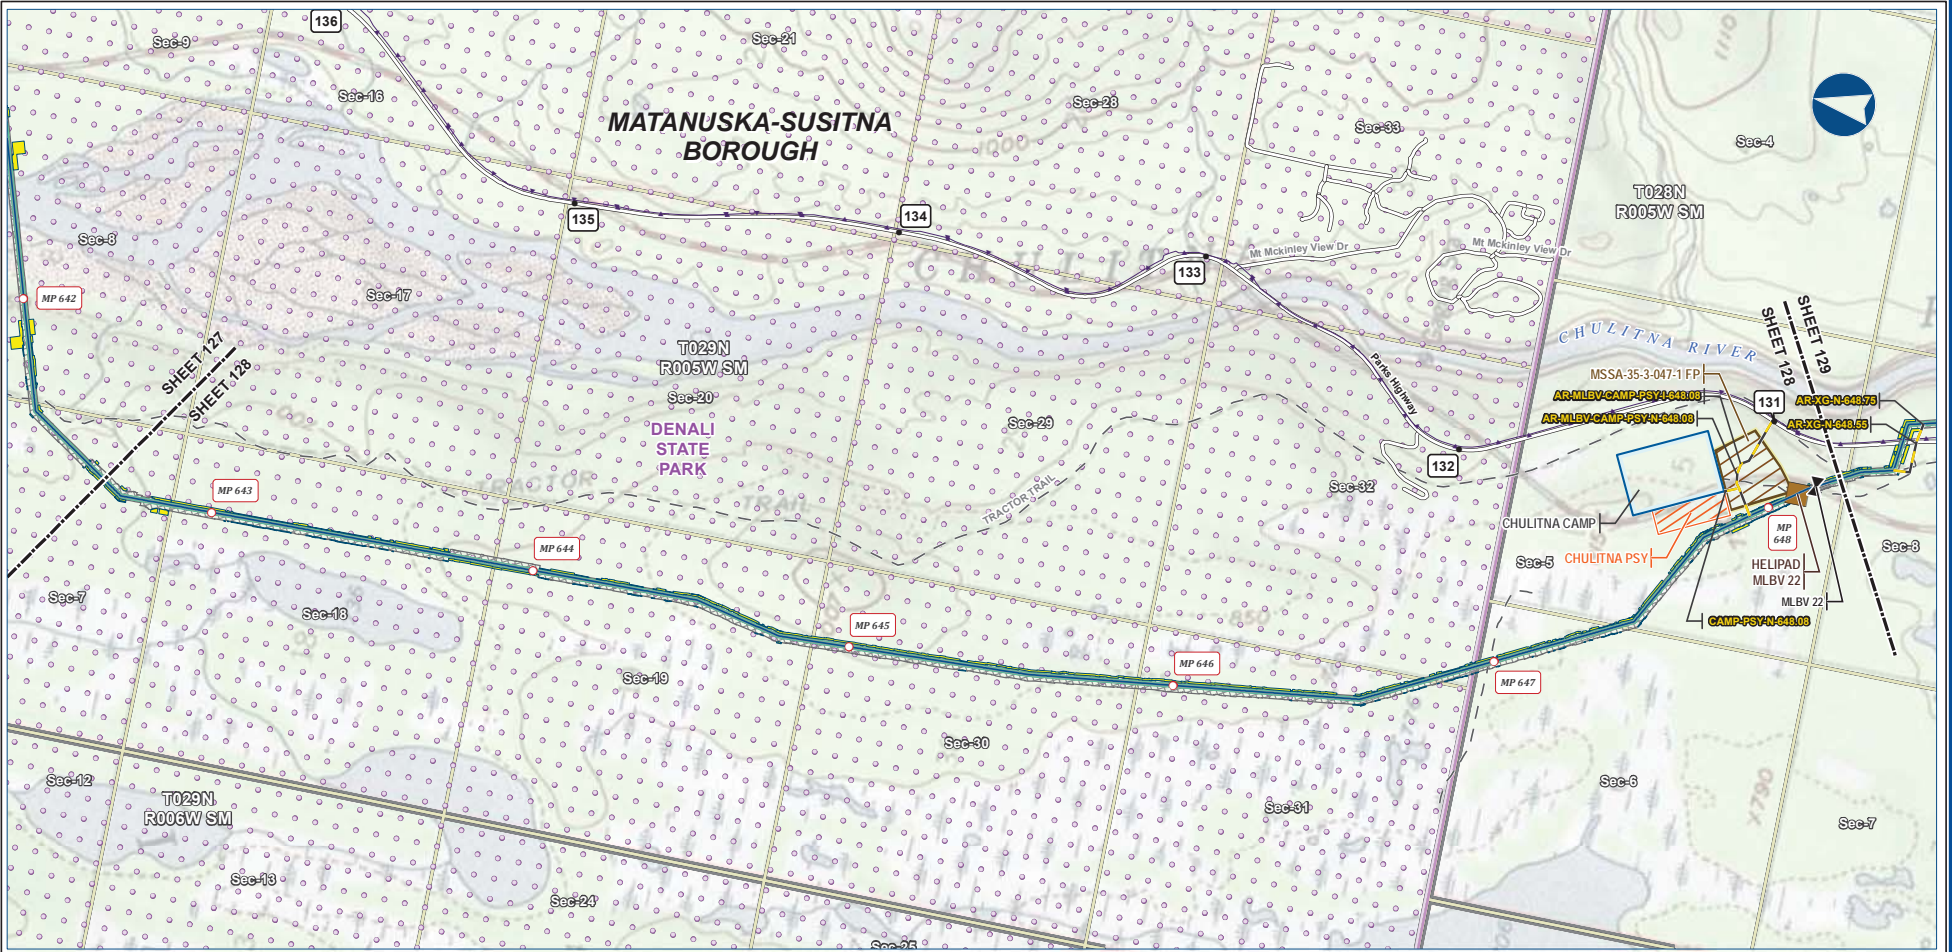 136
Sec-9
Sec-21
1110
Sec-16
Sec-28
MATANUSKA-SUSITNA
BOROUGH
Sec-33
Sec-4
1000
T028N
R005W SM
135
134
Sec-8
Mt Mckinley View Dr
Mt Mckinley View Dr
133
MP 642
Sec-17
SHEET 127
SHEET 128
T029N
R005W SM
CHULITNA RIVER
SHEET 129
SHEET 128
Parks Highway
MSSA-35-3-047-1 FP
AR-MLBV-CAMP-PSY-I-648.08
AR-MLBV-CAMP-PSY-N-648.08
131
AR-XG-N-648.75
AR-XG-N-648.55
Sec-20
DENALI
STATE
PARK
Sec-29
132
Sec-32
TRACTOR
TRAIL
TRACTOR TRAIL
MP 643
MP 644
CHULITNA CAMP
CHULITNA PSY
Sec-5
MP
648
HELIPAD
MLBV 22
MLBV 22
Sec-8
CAMP-PSY-N-648.08
Sec-7
Sec-18
MP 645
MP 646
MP 647
Sec-19
Sec-30
Sec-12
T029N
R006W SM
Sec-31
Sec-6
X790
Sec-7
Sec-13
Sec-24
Sec-25